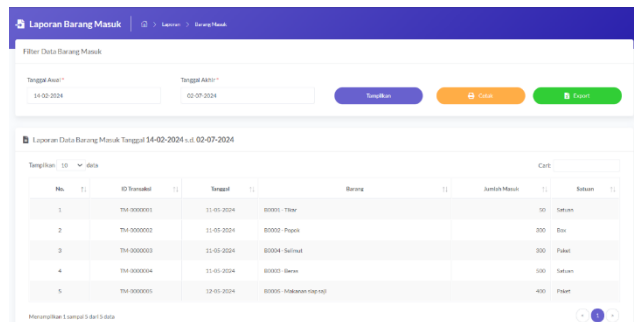 Laporan Barang Masuk > Laporan > Barang Masuk
Filter Data Barang Masuk
Tanggal Awal * Tanggal Akhir *
14-02-2024 02-07-2024 Tampilkan Cetak Export
Laporan Data Barang Masuk Tanggal 14-02-2024 s.d. 02-07-2024
Tampilkan 10 data Cari:
No. ID Transaksi Tanggal Barang Jumlah Masuk Satuan
1 TM-0000001 11-05-2024 B0001 - Tikar 50 Satuan
2 TM-0000002 11-05-2024 B0002 - Popok 200 Box
3 TM-0000003 11-05-2024 B0004 - Selimut 300 Paket
4 TM-0000004 11-05-2024 - Beras 500 Satuan
5 TM-0000005 12-05-2024 - Makanan siap saji 400 Paket
Menampilkan 1 sampai 5 dari 5 data 1